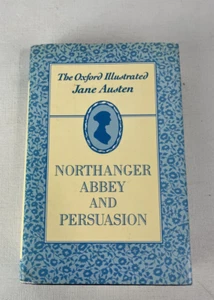 The Oxford Illustrated
Jane Austen
NORTHANGER
ABBEY
AND
PERSUASION